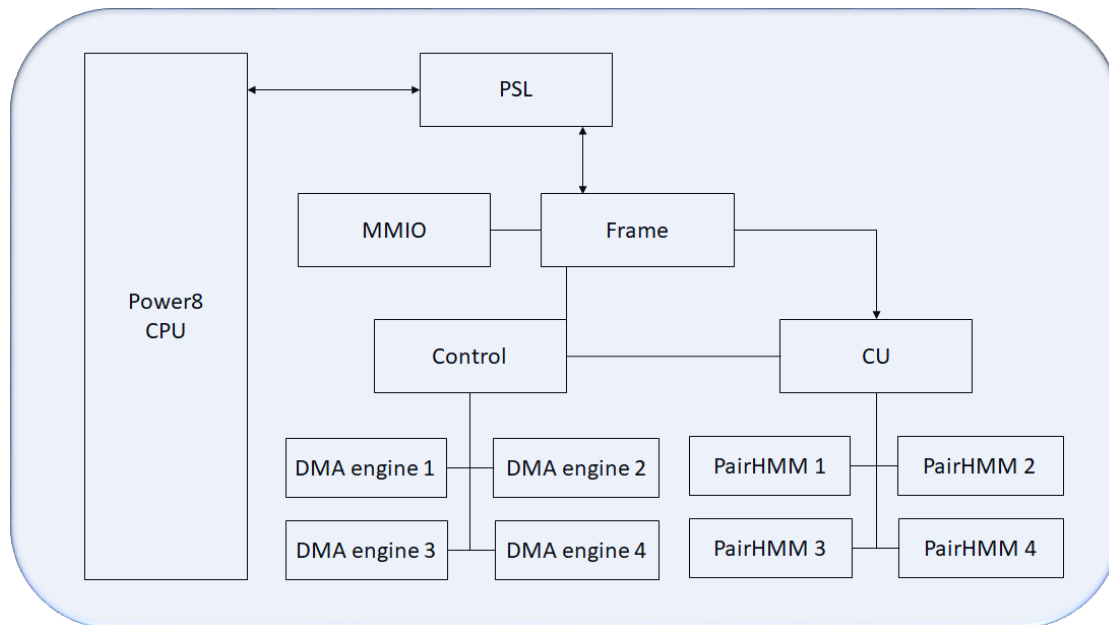 PSL
MMIO
Frame
Power8
CPU
Control
CU
DMA engine 1
DMA engine 2
PairHMM 1
PairHMM 2
DMA engine 3
DMA engine 4
PairHMM 3
PairHMM 4